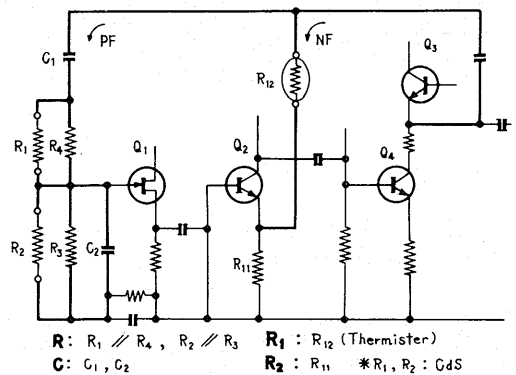 PF
NF
C1
R12
Q3
R1
R4
Q1
Q2
Q4
R2
R3
C2
R11
R: R1 // R4, R2 // R3
R1: R12 (Thermister)
C: C1, C2
R2: R11 *R1, R2: CdS